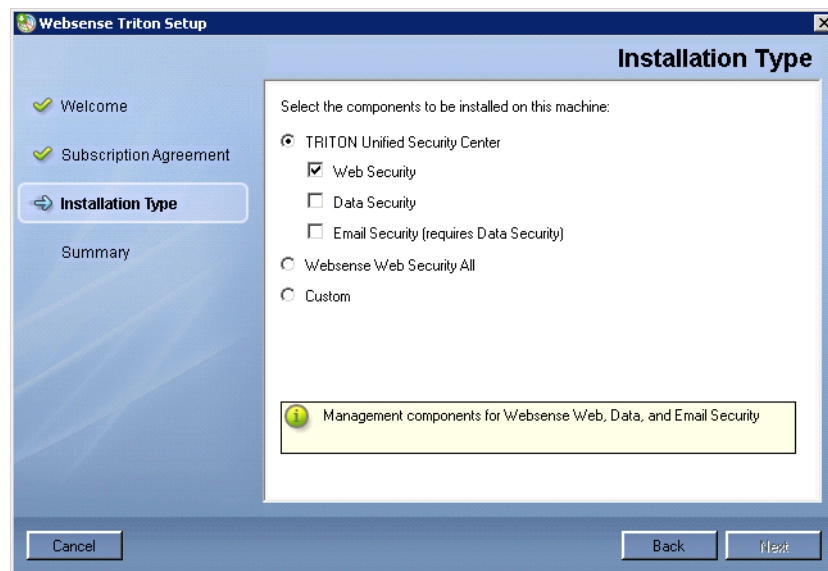 Websense Triton Setup
Installation Type
Welcome
Subscription Agreement
Installation Type
Summary
Select the components to be installed on this machine:
TRITON Unified Security Center
Web Security
Data Security
Email Security (requires Data Security)
Websense Web Security All
Custom
Management components for Websense Web, Data, and Email Security
Cancel
Back
Next